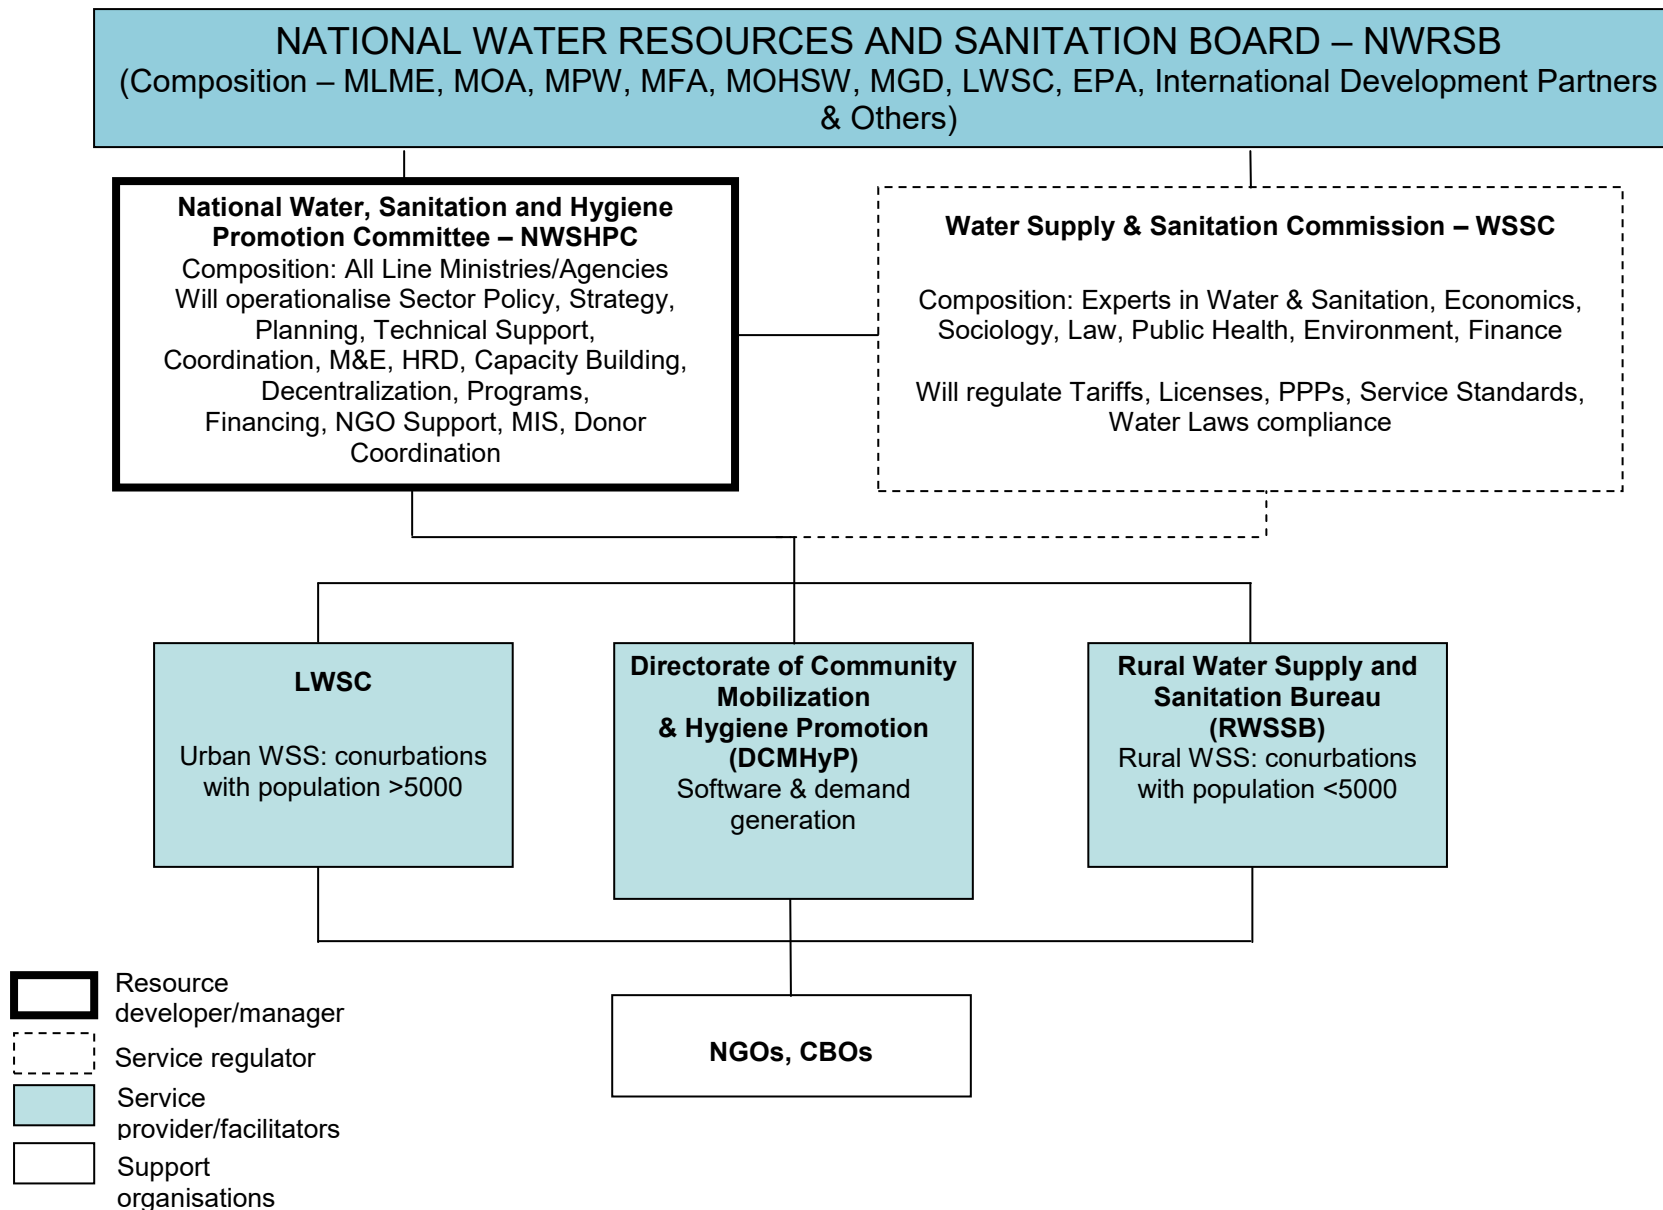 NATIONAL WATER RESOURCES AND SANITATION BOARD – NWRSB
(Composition – MLME, MOA, MPW, MFA, MOHSW, MGD, LWSC, EPA, International Development Partners
& Others)
National Water, Sanitation and Hygiene
Promotion Committee – NWSHPC
Composition: All Line Ministries/Agencies
Will operationalise Sector Policy, Strategy,
Planning, Technical Support,
Coordination, M&E, HRD, Capacity Building,
Decentralization, Programs,
Financing, NGO Support, MIS, Donor
Coordination
Water Supply & Sanitation Commission – WSSC
Composition: Experts in Water & Sanitation, Economics,
Sociology, Law, Public Health, Environment, Finance
Will regulate Tariffs, Licenses, PPPs, Service Standards,
Water Laws compliance
LWSC
Urban WSS: conurbations
with population >5000
Directorate of Community
Mobilization
& Hygiene Promotion
(DCMHyP)
Software & demand
generation
Rural Water Supply and
Sanitation Bureau
(RWSSB)
Rural WSS: conurbations
with population <5000
NGOs, CBOs
Resource
developer/manager
Service regulator
Service
provider/facilitators
Support
organisations